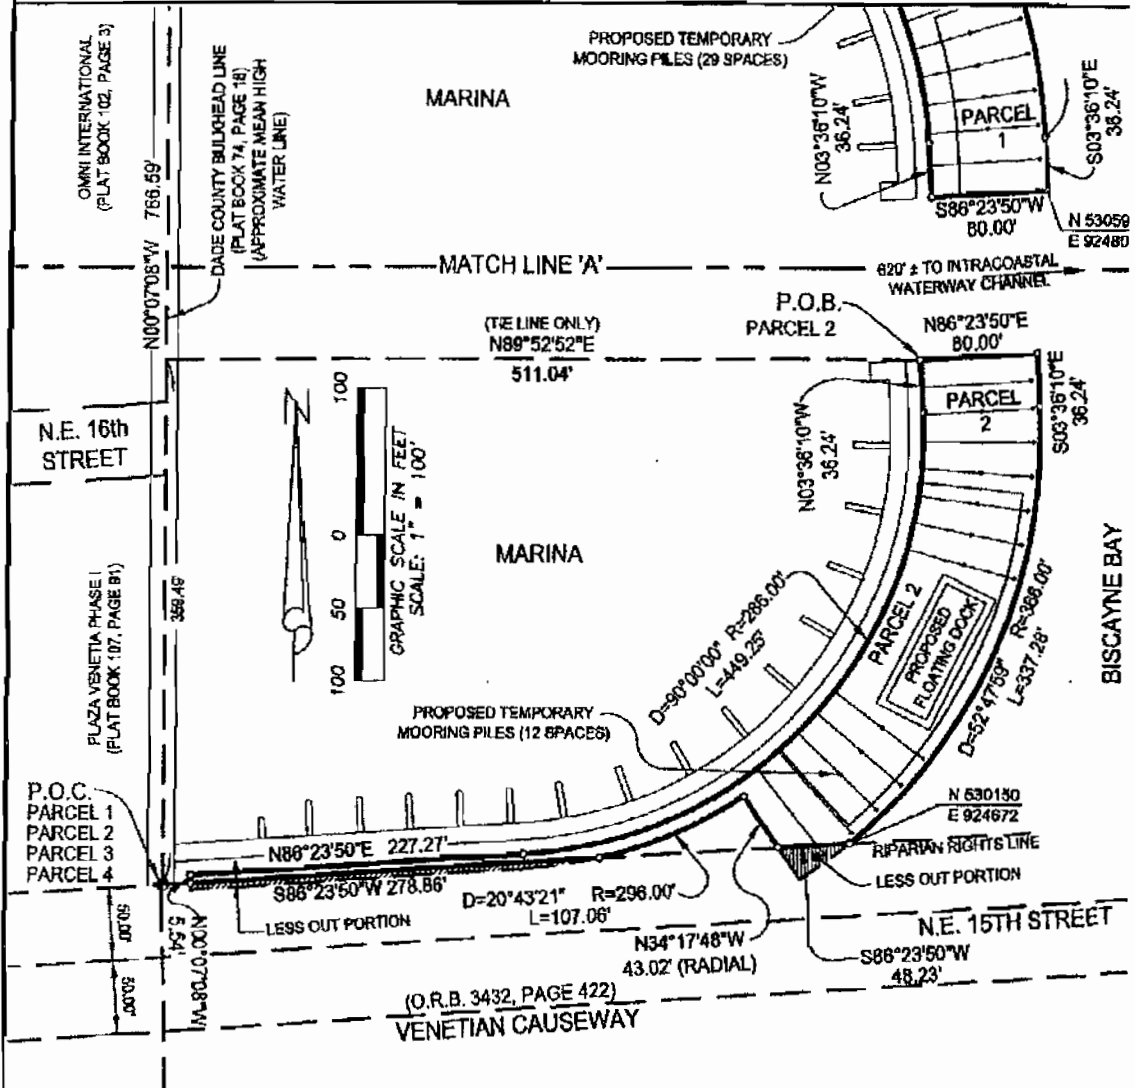 PROPOSED TEMPORARY
MOORING PILES (29 SPACES)
OMNI INTERNATIONAL
(PLAT BOOK 102, PAGE 3)
N00°07'08"W 766.59'
DADE COUNTY BULKHEAD LINE
(PLAT BOOK 74, PAGE 18)
(APPROXIMATE MEAN HIGH
WATER LINE)
MARINA
N03°36'10"W
36.24'
PARCEL
1
S03°36'10"E
36.24'
S86°23'50"W
80.00'
N 53059
E 92480
MATCH LINE 'A'
620' ± TO INTRACOASTAL
WATERWAY CHANNEL
P.O.B.
PARCEL 2
N86°23'50"E
80.00'
(TIE LINE ONLY)
N89°52'52"E
511.04'
N.E. 16th
STREET
N
100
0
50
100
GRAPHIC SCALE IN FEET
SCALE: 1" = 100'
N03°36'10"W
36.24'
PARCEL
2
S03°36'10"E
36.24'
MARINA
PLAZA VENETIA PHASE I
(PLAT BOOK 107, PAGE 81)
359.49'
D=90°00'00" R=286.00'
L=449.25'
PARCEL 2
PROPOSED
FLOATING DOCK
D=52°47'59" R=366.00'
L=337.28'
BISCAYNE BAY
PROPOSED TEMPORARY
MOORING PILES (12 SPACES)
P.O.C.
PARCEL 1
PARCEL 2
PARCEL 3
PARCEL 4
N86°23'50"E 227.27'
S86°23'50"W 278.86'
LESS OUT PORTION
D=20°43'21" R=296.00'
L=107.06'
N 530150
E 924672
RIPARIAN RIGHTS LINE
LESS OUT PORTION
N.E. 15TH STREET
N34°17'48"W
43.02' (RADIAL)
S86°23'50"W
48.23'
50.00'
50.00'
N00°07'08"W
5.54'
(O.R.B. 3432, PAGE 422)
VENETIAN CAUSEWAY